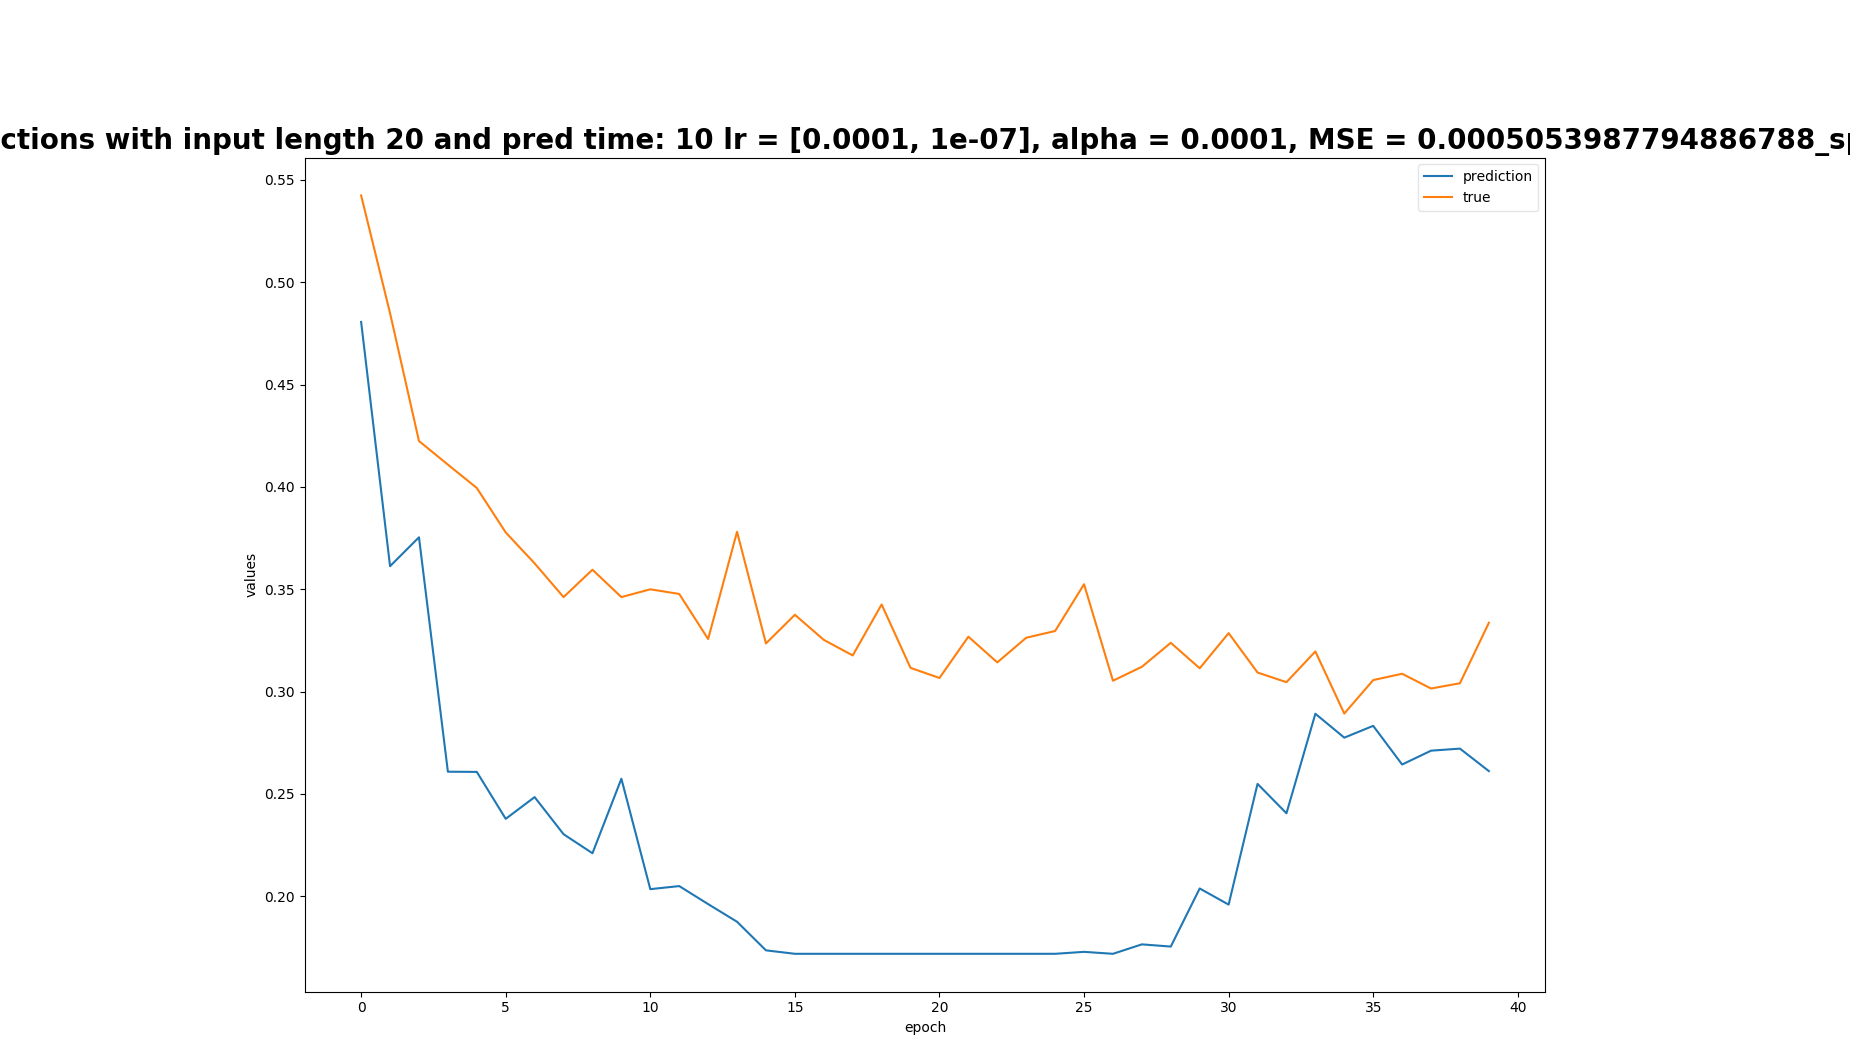 ctions with input length 20 and pred time: 10 lr = [0.0001, 1e-07], alpha = 0.0001, MSE = 0.0005053987794886788_sp
prediction
true
0.55
0.50
0.45
0.40
0.35
0.30
0.25
0.20
values
0 5 10 15 20 25 30 35 40
epoch